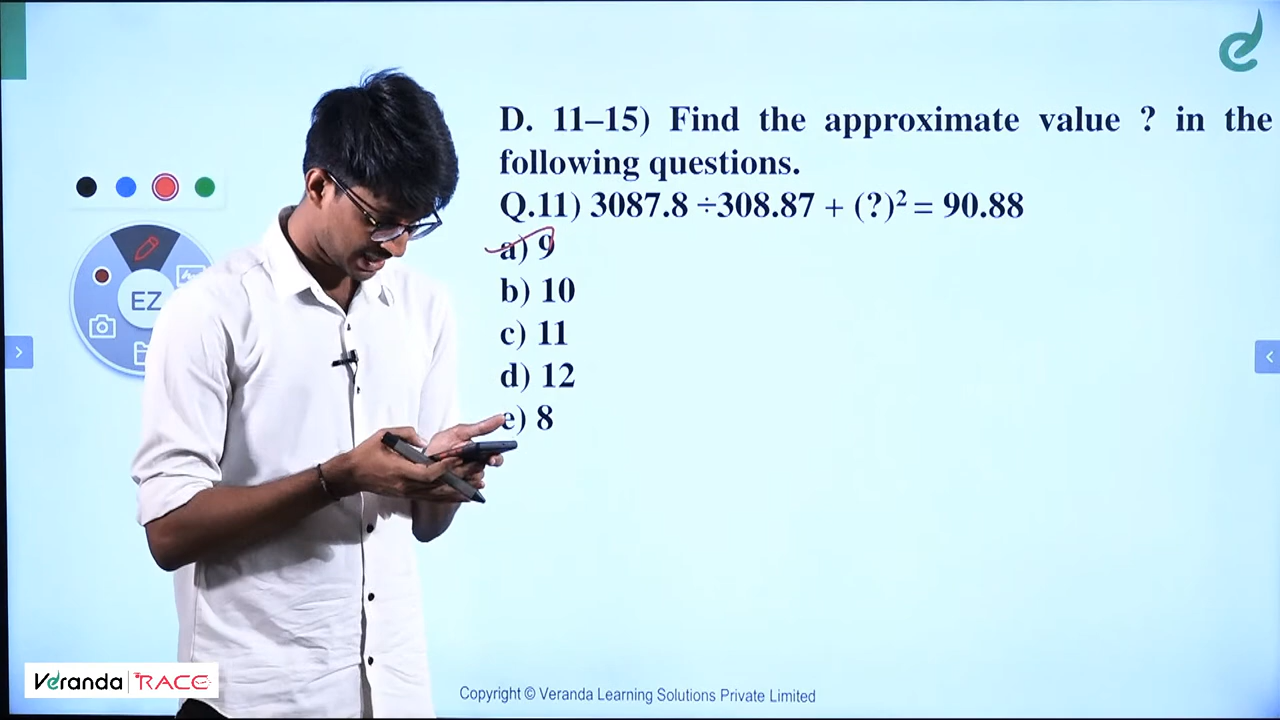 D. 11–15) Find the approximate value ? in the
following questions.
Q.11) 3087.8 ÷308.87 + (?)² = 90.88
a) 9
b) 10
c) 11
d) 12
e) 8
EZ
Veranda RACE
Copyright © Veranda Learning Solutions Private Limited